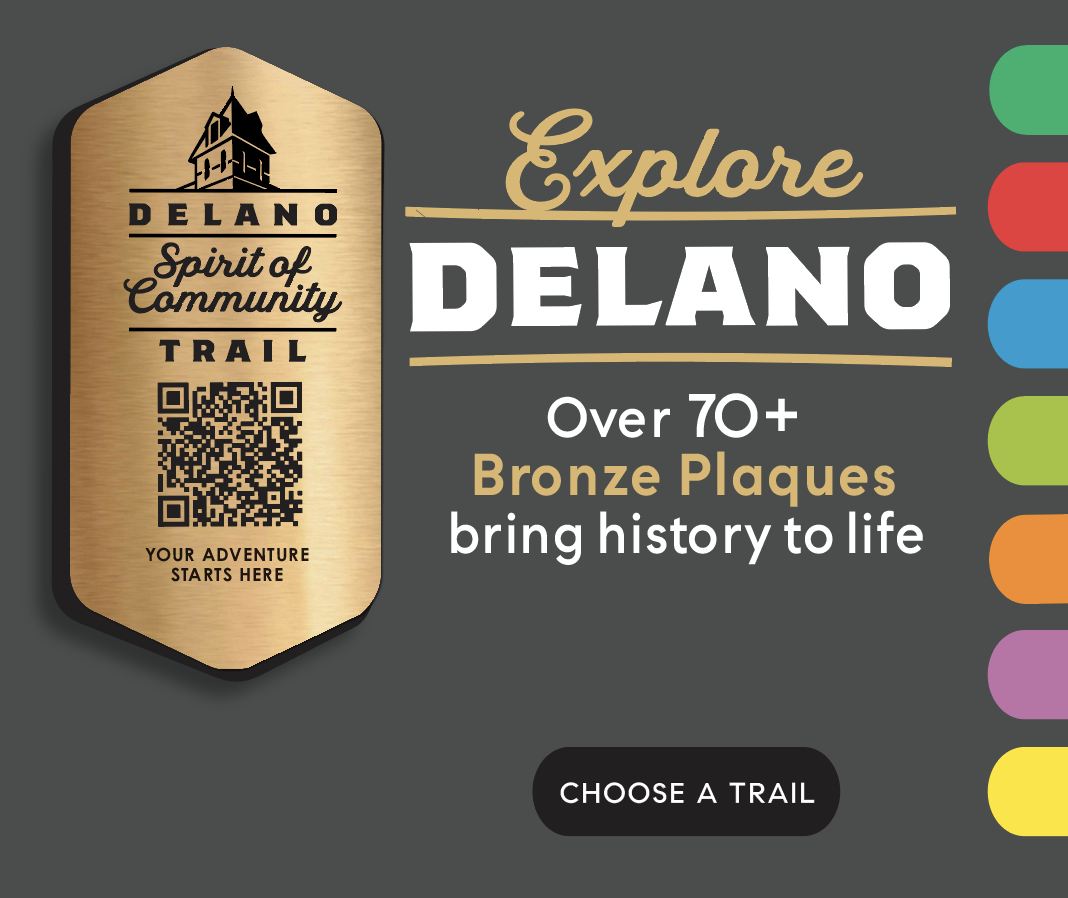 DELANO
Spirit of
Community
TRAIL
YOUR ADVENTURE
STARTS HERE
Explore
DELANO
Over 70+
Bronze Plaques
bring history to life
CHOOSE A TRAIL